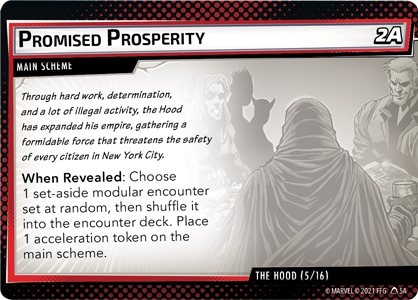 PROMISED PROSPERITY
2A
MAIN SCHEME
Through hard work, determination,
and a lot of illegal activity, the Hood
has expanded his empire, gathering a
formidable force that threatens the safety
of every citizen in New York City.
When Revealed: Choose
1 set-aside modular encounter
set at random, then shuffle it
into the encounter deck. Place
1 acceleration token on the
main scheme.
THE HOOD (5/16)
© MARVEL © 2021 FFG 5A